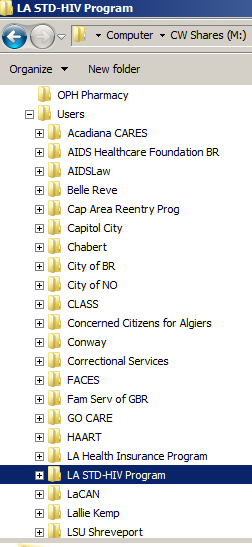 LA STD-HIV Program
Computer CW Shares (M:)
Organize New folder
OPH Pharmacy
Users
Acadiana CARES
AIDS Healthcare Foundation BR
AIDSLaw
Belle Reve
Cap Area Reentry Prog
Capitol City
Chabert
City of BR
City of NO
CLASS
Concerned Citizens for Algiers
Conway
Correctional Services
FACES
Fam Serv of GBR
GO CARE
HAART
LA Health Insurance Program
LA STD-HIV Program
LaCAN
Lallie Kemp
LSU Shreveport